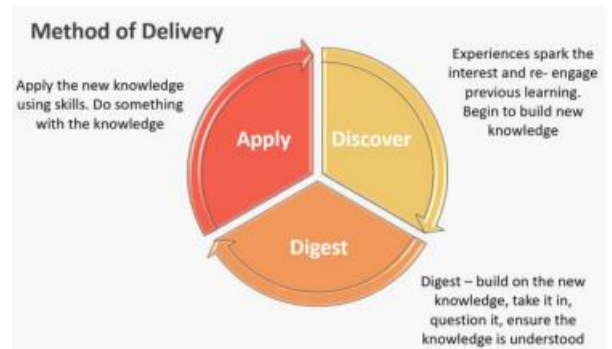 Method of Delivery
Apply the new knowledge
using skills. Do something
with the knowledge
Experiences spark the
interest and re- engage
previous learning.
Begin to build new
knowledge
Apply
Discover
Digest
Digest – build on the new
knowledge, take it in,
question it, ensure the
knowledge is understood